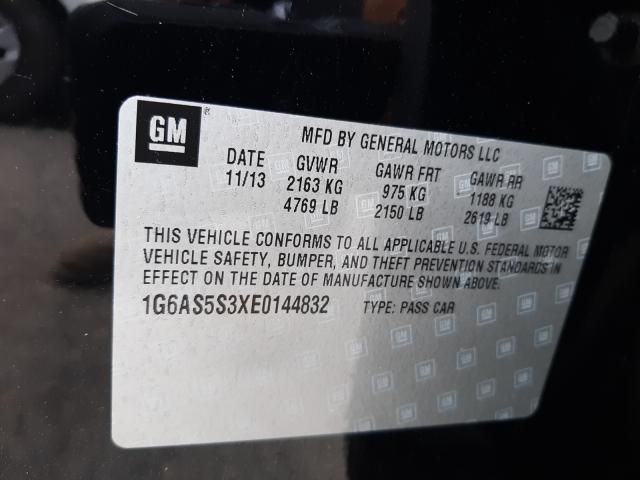 GM
MFD BY GENERAL MOTORS LLC
DATE GVWR GAWR FRT GAWR RR
11/13 2163 KG 975 KG 1188 KG
4769 LB 2150 LB 2619 LB
THIS VEHICLE CONFORMS TO ALL APPLICABLE U.S. FEDERAL MOTOR
VEHICLE SAFETY, BUMPER, AND THEFT PREVENTION STANDARDS IN
EFFECT ON THE DATE OF MANUFACTURE SHOWN ABOVE.
1G6AS5S3XE0144832 TYPE: PASS CAR